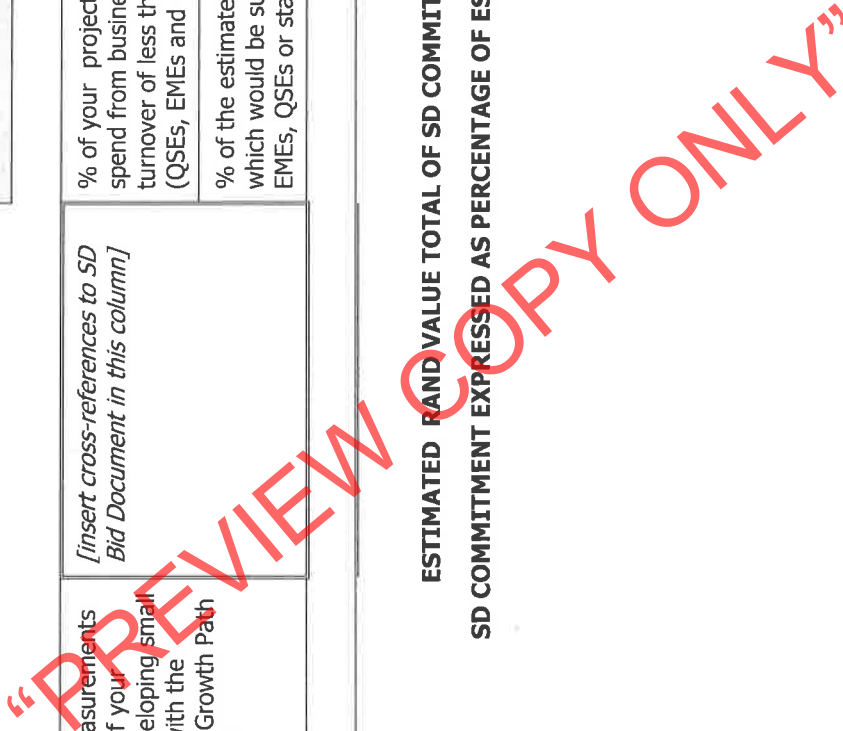 asurements
f your
eloping small
vith the
Growth Path
[insert cross-references to SD
Bid Document in this column]
% of your project
spend from busine
turnover of less th
(QSEs, EMEs and
% of the estimate
which would be su
EMEs, QSEs or sta
ESTIMATED RAND VALUE TOTAL OF SD COMMIT
SD COMMITMENT EXPRESSED AS PERCENTAGE OF ES
“PREVIEW COPY ONLY”